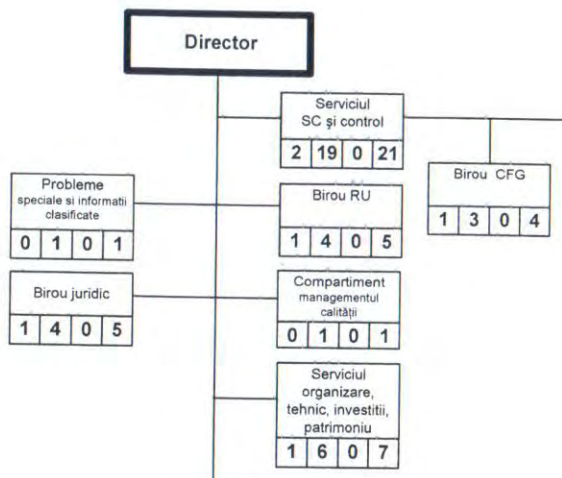 Director
Serviciul
SC și control
2 19 0 21
Birou CFG
1 3 0 4
Probleme
speciale si informatii
clasificate
0 1 0 1
Birou RU
1 4 0 5
Birou juridic
1 4 0 5
Compartiment
managementul
calității
0 1 0 1
Serviciul
organizare,
tehnic, investitii,
patrimoniu
1 6 0 7